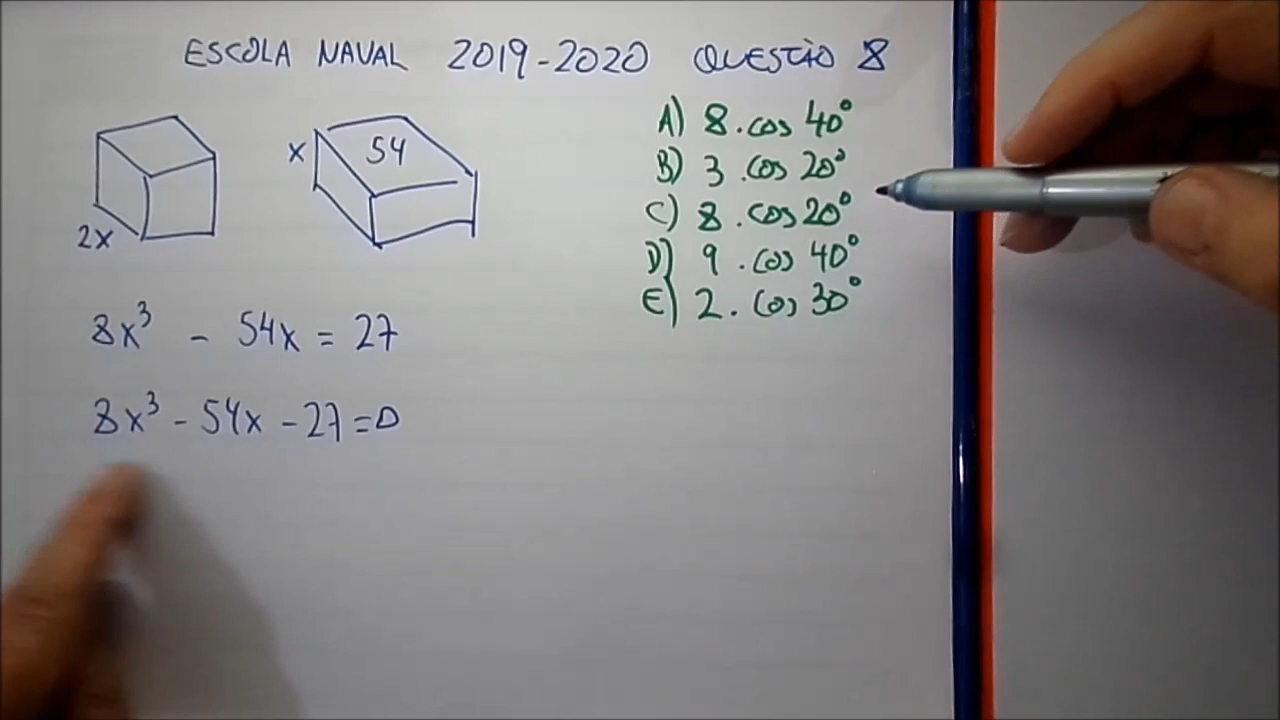 ESCOLA NAVAL 2019-2020 QUESTÃO 8
2x
x
54
8x³ - 54x = 27
8x³ - 54x - 27 = 0
A) 8 . cos 40°
B) 3 . cos 20°
C) 8 . cos 20°
D) 9 . cos 40°
E) 2 . cos 30°